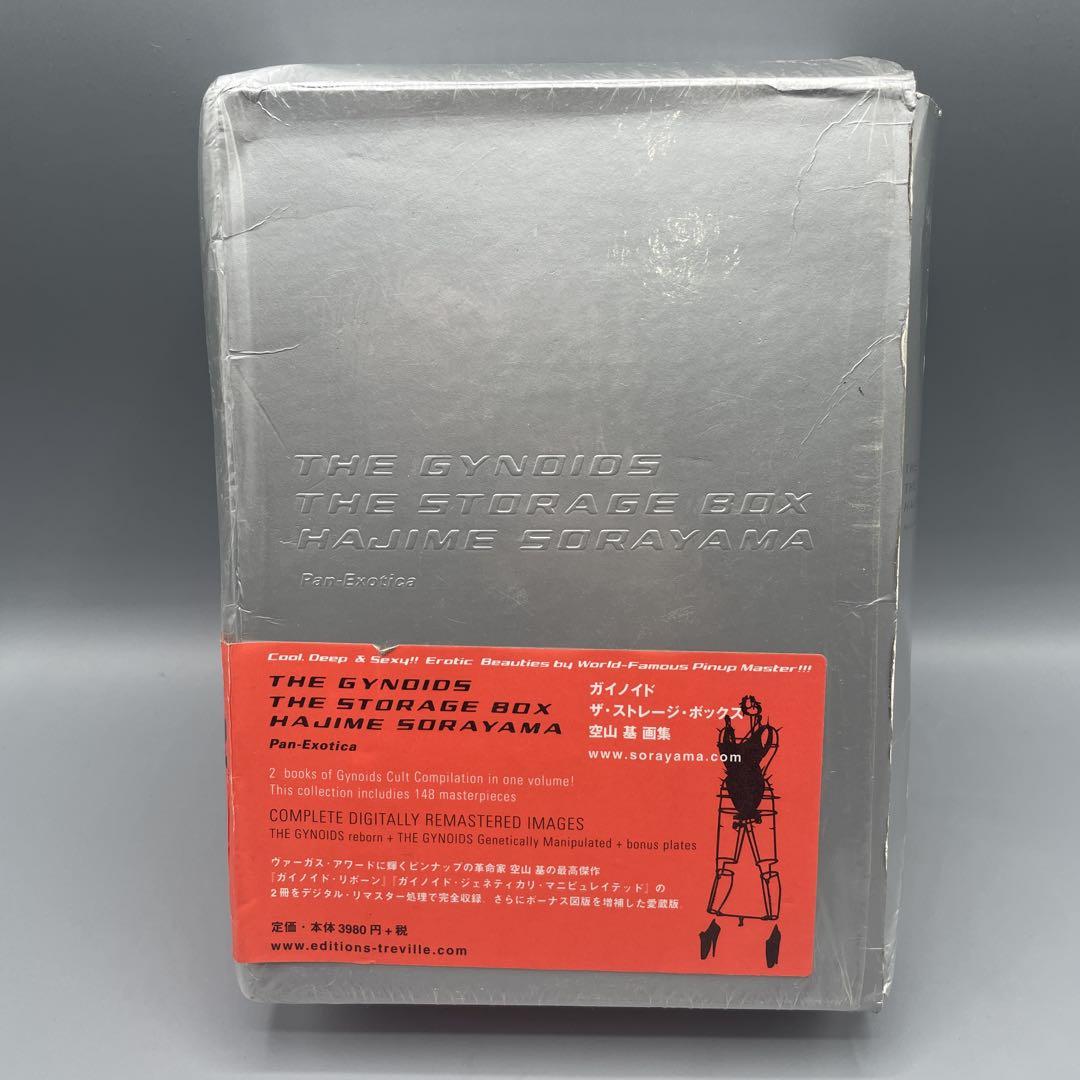 THE GYNOIDS
THE STORAGE BOX
HAJIME SORAYAMA
Pan-Exotica
Cool, Deep & Sexy!! Erotic Beauties by World-Famous Pinup Master!!!
THE GYNOIDS
THE STORAGE BOX
HAJIME SORAYAMA
Pan-Exotica
ガイノイド
ザ・ストレージ・ボックス
空山 基 画集
www.sorayama.com
2 books of Gynoids Cult Compilation in one volume!
This collection includies 148 masterpieces
COMPLETE DIGITALLY REMASTERED IMAGES
THE GYNOIDS reborn + THE GYNOIDS Genetically Manipulated + bonus plates
ヴァーガス・アワードに輝くピンナップの革命家 空山 基の最高傑作
『ガイノイド・リボーン』『ガイノイド・ジェネティカリ・マニピュレイテッド』の
2冊をデジタル・リマスター処理で完全収録。さらにボーナス図版を増補した愛蔵版。
定価・本体3980円+税
www.editions-treville.com